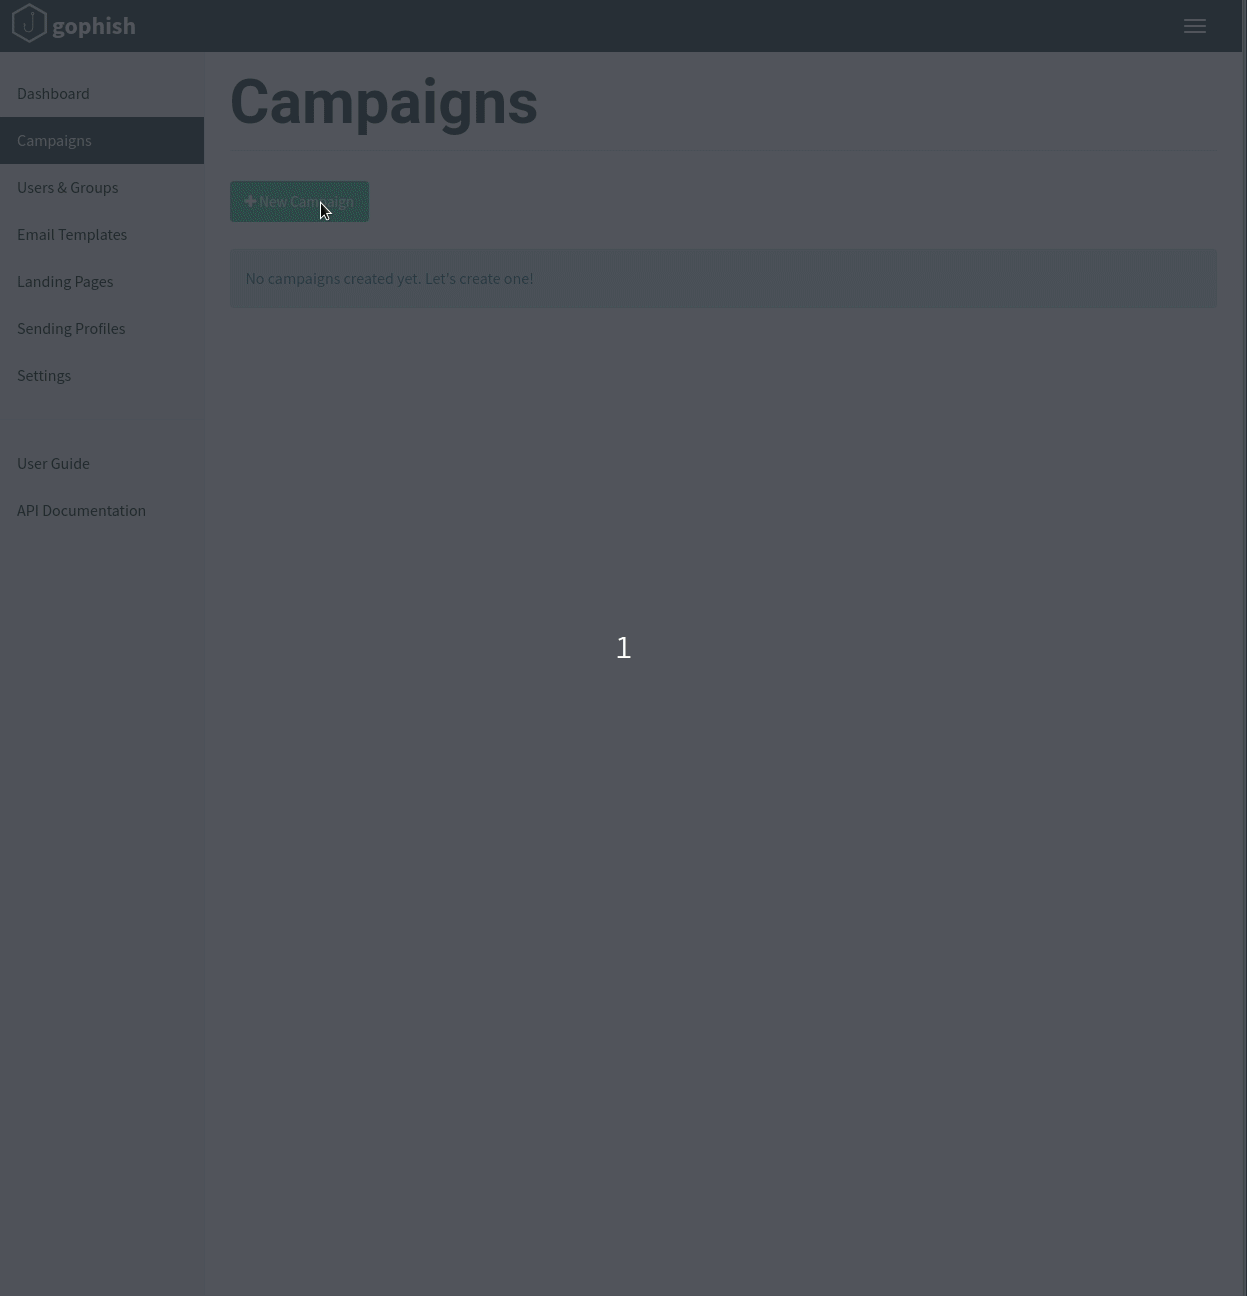 gophish
Dashboard
Campaigns
Users & Groups
Email Templates
Landing Pages
Sending Profiles
Settings
User Guide
API Documentation
Campaigns
New Campaign
No campaigns created yet. Let's create one!
1